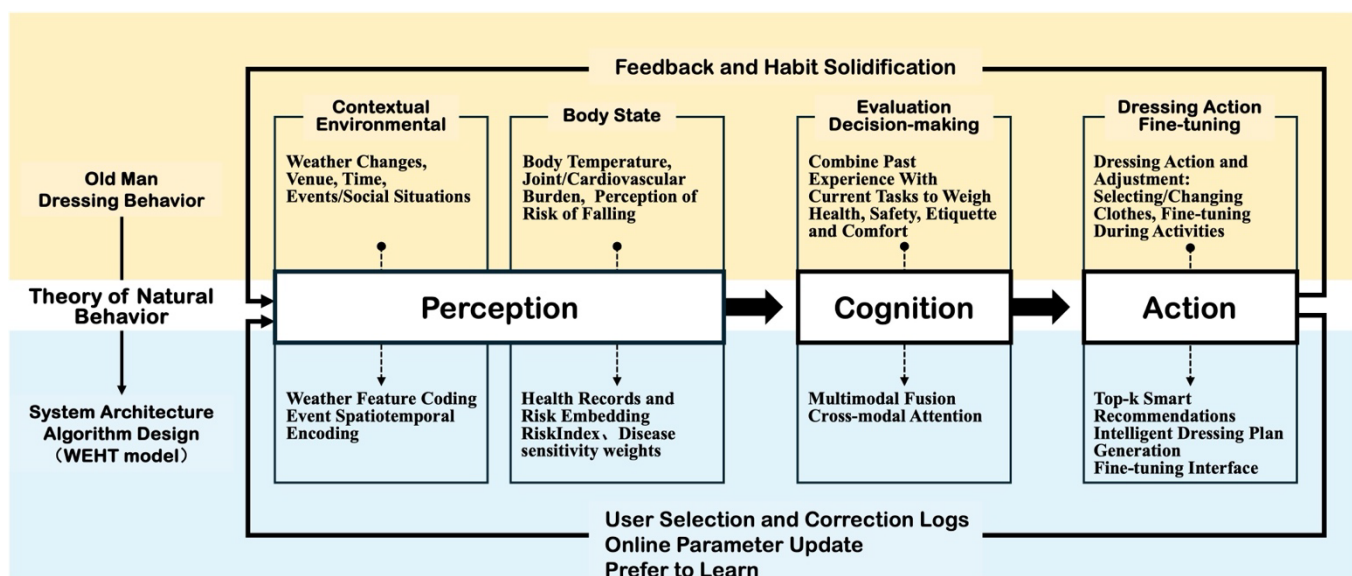 Feedback and Habit Solidification
Contextual
Environmental
Weather Changes,
Venue, Time,
Events/Social Situations
Body State
Body Temperature,
Joint/Cardiovascular
Burden, Perception of
Risk of Falling
Evaluation
Decision-making
Combine Past
Experience With
Current Tasks to Weigh
Health, Safety, Etiquette
and Comfort
Dressing Action
Fine-tuning
Dressing Action and
Adjustment:
Selecting/Changing
Clothes, Fine-tuning
During Activities
Old Man
Dressing Behavior
Theory of Natural
Behavior
System Architecture
Algorithm Design
（WEHT model）
Perception
Cognition
Action
Weather Feature Coding
Event Spatiotemporal
Encoding
Health Records and
Risk Embedding
RiskIndex、Disease
sensitivity weights
Multimodal Fusion
Cross-modal Attention
Top-k Smart
Recommendations
Intelligent Dressing Plan
Generation
Fine-tuning Interface
User Selection and Correction Logs
Online Parameter Update
Prefer to Learn